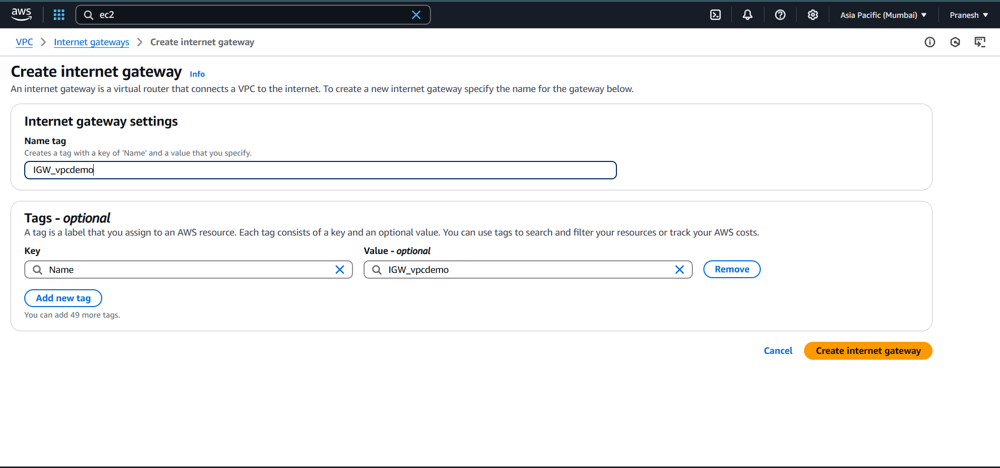 aws ec2 Asia Pacific (Mumbai) Pranesh
VPC Internet gateways Create internet gateway
Create internet gateway Info
An internet gateway is a virtual router that connects a VPC to the internet. To create a new internet gateway specify the name for the gateway below.
Internet gateway settings
Name tag
Creates a tag with a key of 'Name' and a value that you specify.
IGW_vpcdemo
Tags - optional
A tag is a label that you assign to an AWS resource. Each tag consists of a key and an optional value. You can use tags to search and filter your resources or track your AWS costs.
Key Value - optional
Name IGW_vpcdemo Remove
Add new tag
You can add 49 more tags.
Cancel Create internet gateway